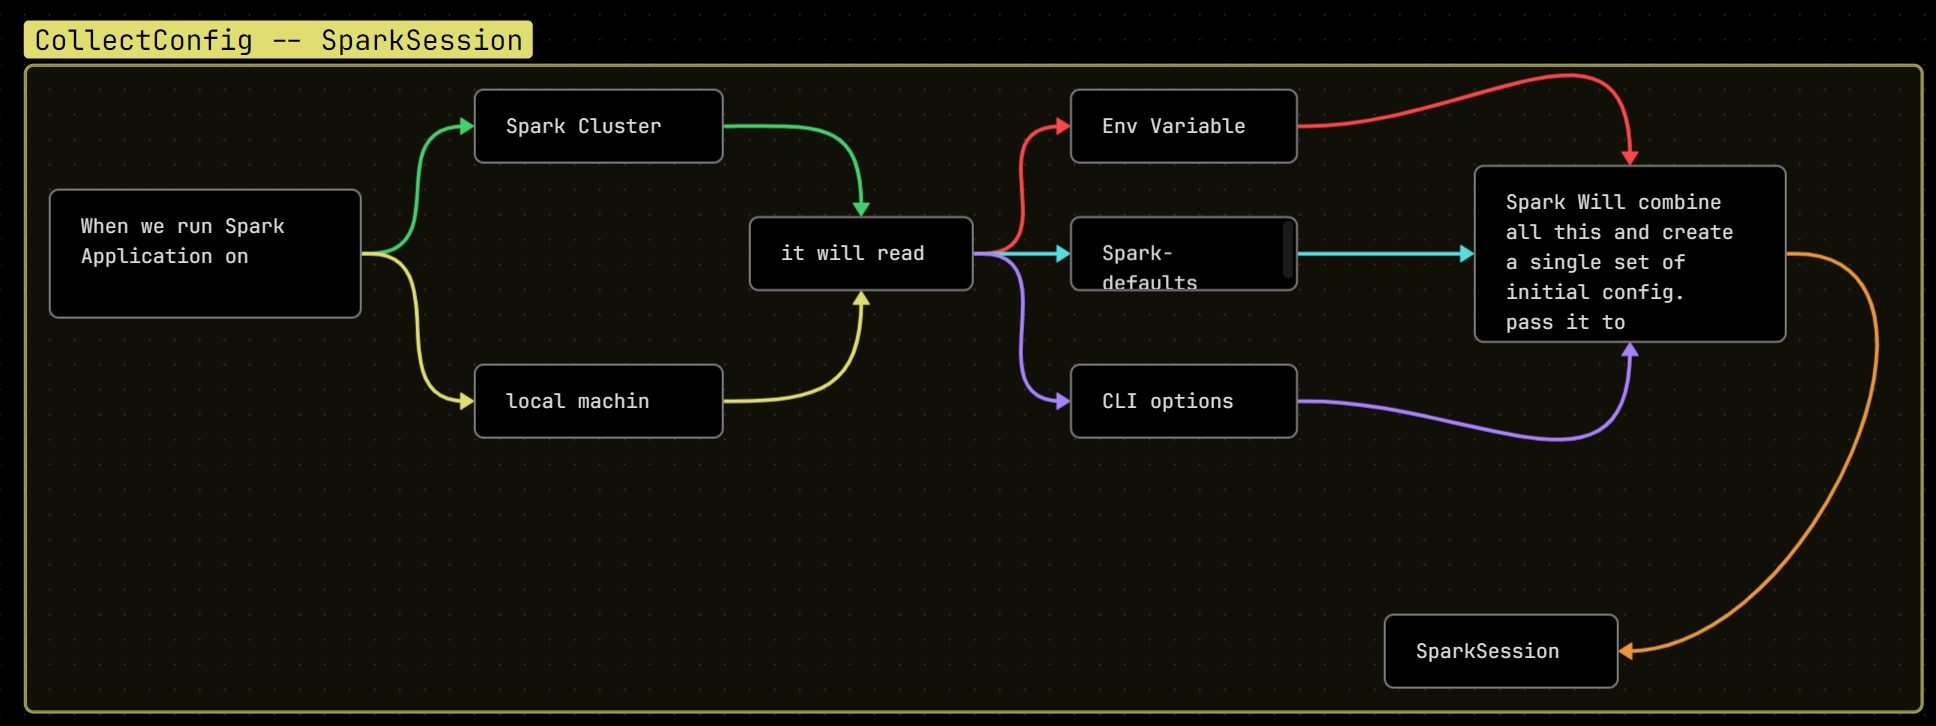 CollectConfig -- SparkSession
When we run Spark
Application on
Spark Cluster
local machin
it will read
Env Variable
Spark-
defaults
CLI options
Spark Will combine
all this and create
a single set of
initial config.
pass it to
SparkSession